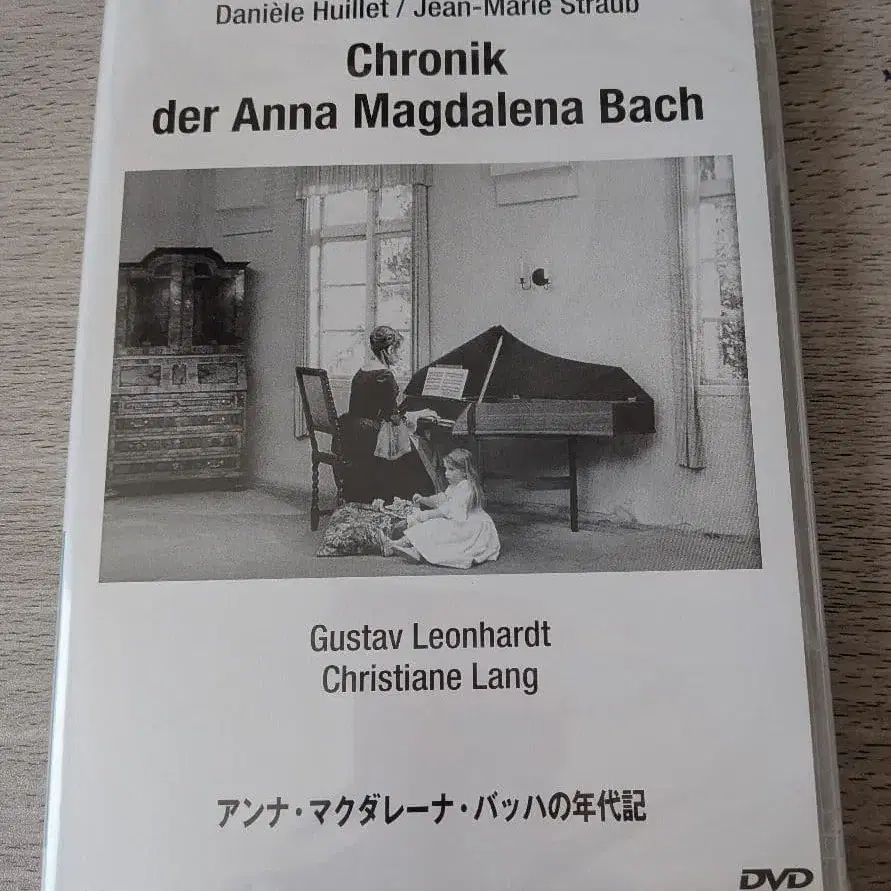 Danièle Huillet / Jean-Marie Straub
Chronik
der Anna Magdalena Bach
Gustav Leonhardt
Christiane Lang
アンナ・マクダレーナ・バッハの年代記
DVD